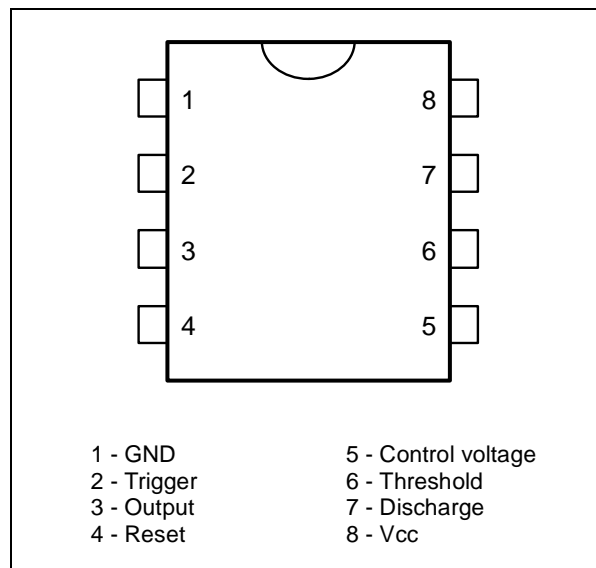 1 8
2 7
3 6
4 5
1 - GND
2 - Trigger
3 - Output
4 - Reset
5 - Control voltage
6 - Threshold
7 - Discharge
8 - Vcc